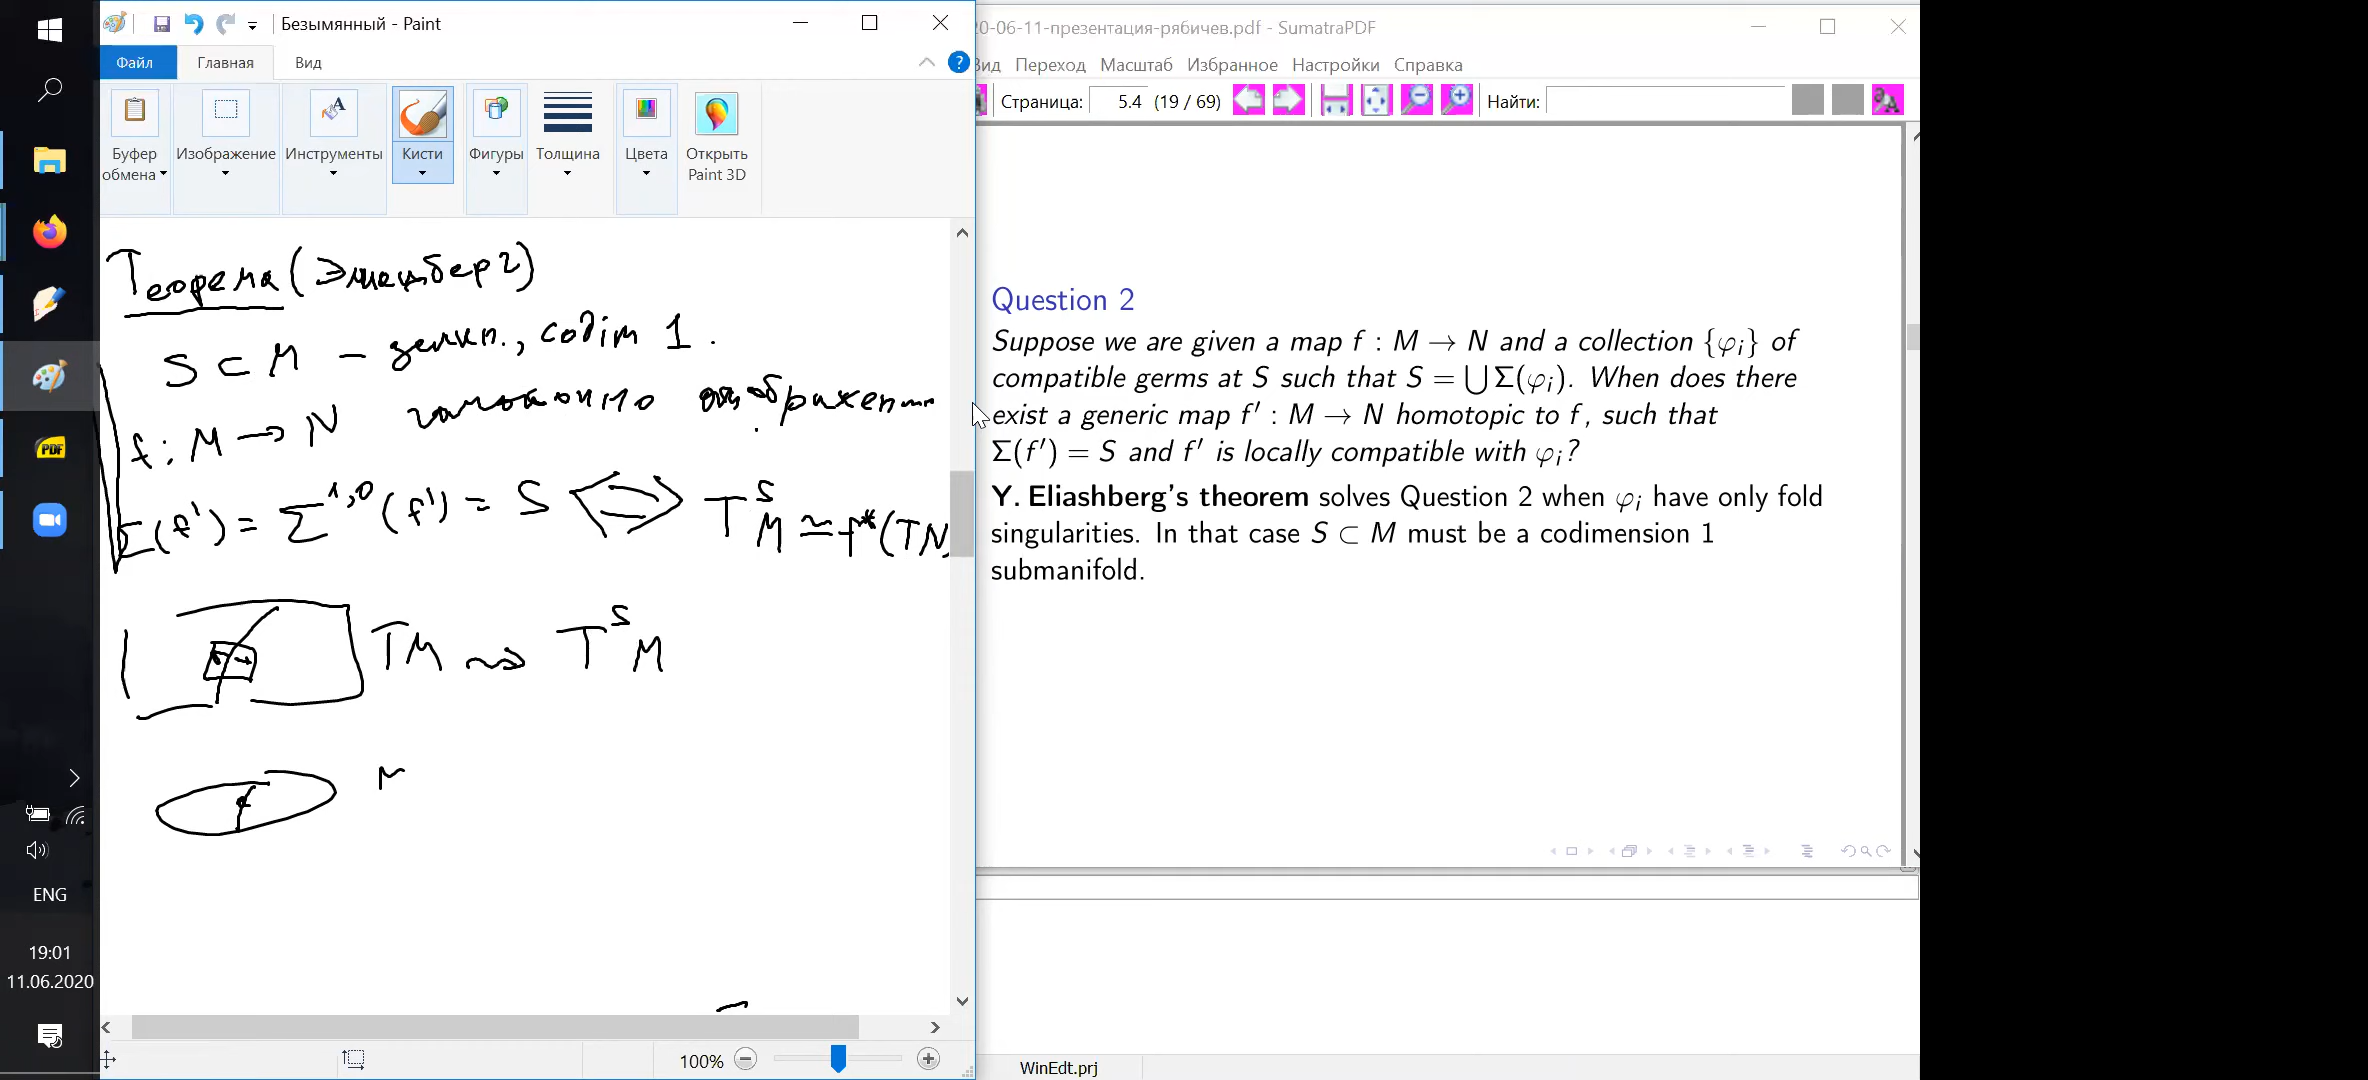 Безымянный - Paint
Файл
Главная
Вид
Буфер обмена
Изображение
Инструменты
Кисти
Фигуры
Толщина
Цвета
Открыть Paint 3D
Теорема (Элиашберг)
S ⊂ M – замкн., codim 1.
f : M → N гомотопно отображению
Σ(f') = Σ^{1,0}(f') = S ⟺ T^S M ≃ f*(TN)
TM ⇝ T^S M
M
100%
ENG
19:01
11.06.2020
20-06-11-презентация-рябичев.pdf - SumatraPDF
Вид Переход Масштаб Избранное Настройки Справка
Страница: 5.4 (19 / 69) Найти:
Question 2
Suppose we are given a map f : M → N and a collection {φᵢ} of
compatible germs at S such that S = ⋃ Σ(φᵢ). When does there
exist a generic map f′ : M → N homotopic to f, such that
Σ(f′) = S and f′ is locally compatible with φᵢ?
Y. Eliashberg's theorem solves Question 2 when φᵢ have only fold
singularities. In that case S ⊂ M must be a codimension 1
submanifold.
WinEdt.prj